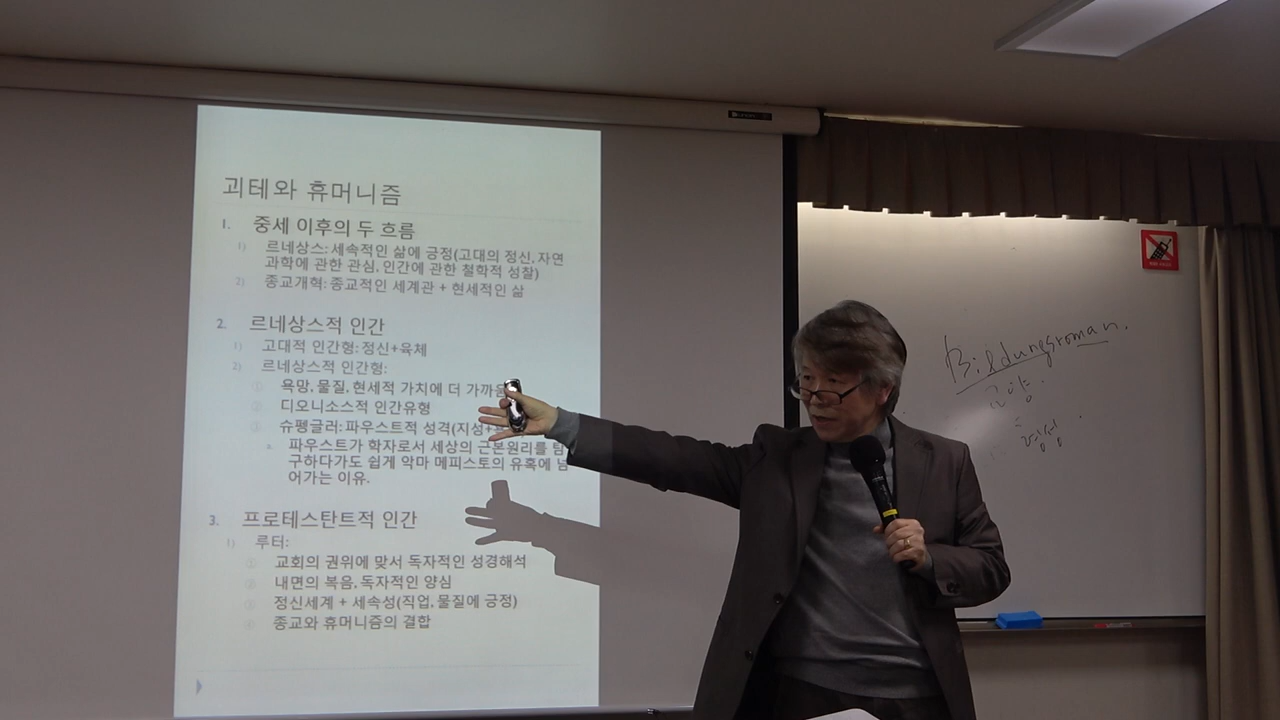 괴테와 휴머니즘
1. 중세 이후의 두 흐름
1) 르네상스: 세속적인 삶에 긍정(고대의 정신, 자연
과학에 관한 관심, 인간에 관한 철학적 성찰)
2) 종교개혁: 종교적인 세계관 + 현세적인 삶
2. 르네상스적 인간
1) 고대적 인간형: 정신+육체
2) 르네상스적 인간형:
① 욕망, 물질, 현세적 가치에 더 가까움
② 디오니소스적 인간유형
③ 슈펭글러: 파우스트적 성격(지성+
a. 파우스트가 학자로서 세상의 근본원리를 탐
구하다가도 쉽게 악마 메피스토의 유혹에 넘
어가는 이유.
3. 프로테스탄트적 인간
1) 루터:
① 교회의 권위에 맞서 독자적인 성경해석
② 내면의 복음, 독자적인 양심
③ 정신세계 + 세속성(직업, 물질에 긍정)
④ 종교와 휴머니즘의 결합
Bildungsroman.
교양.
형성